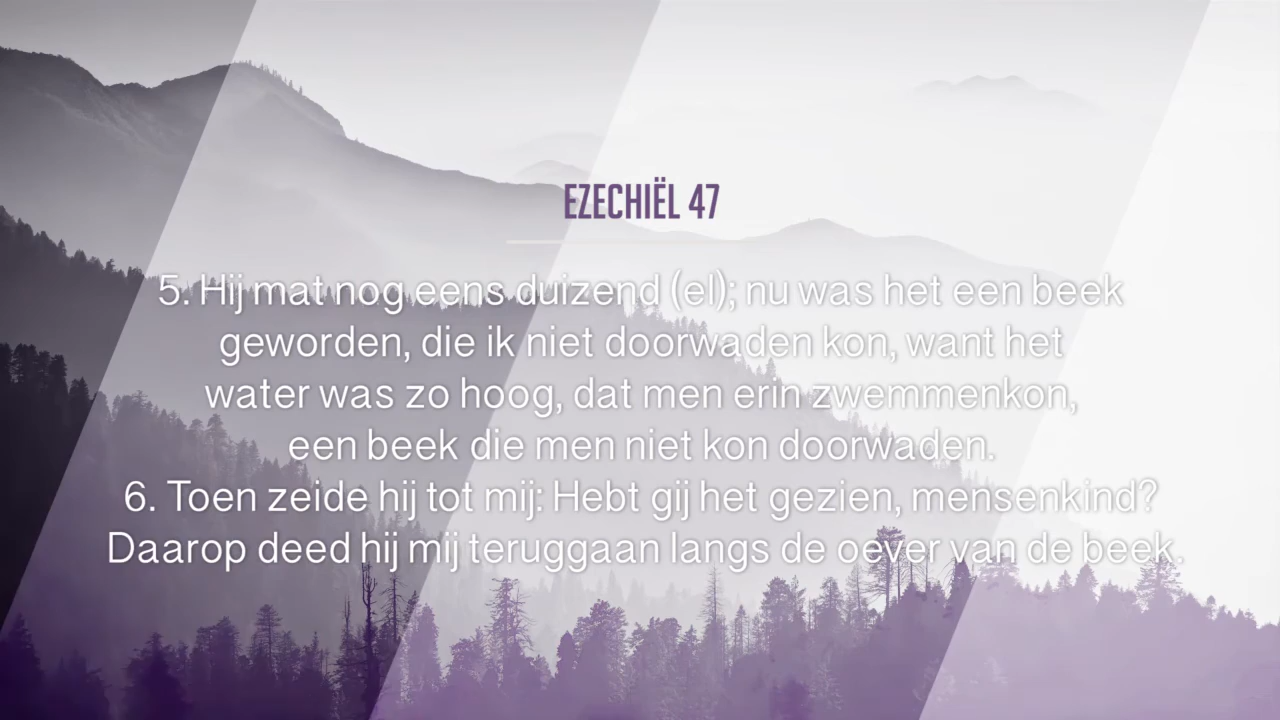 EZECHIËL 47
5. Hij mat nog eens duizend (el); nu was het een beek
geworden, die ik niet doorwaden kon, want het
water was zo hoog, dat men erin zwemmenkon,
een beek die men niet kon doorwaden.
6. Toen zeide hij tot mij: Hebt gij het gezien, mensenkind?
Daarop deed hij mij teruggaan langs de oever van de beek.